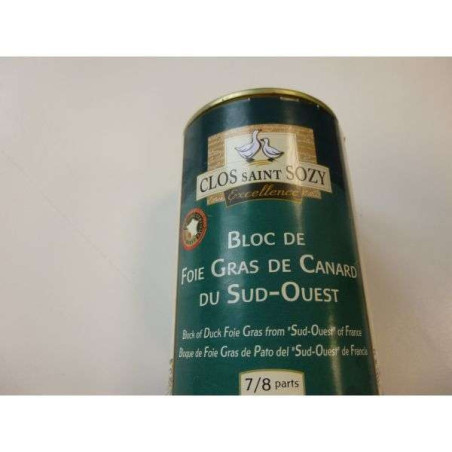 CLOS SAINT SOZY
Excellence
BLOC DE
FOIE GRAS DE CANARD
DU SUD-OUEST
Block of Duck Foie Gras from "Sud-Ouest" of France
Bloque de Foie Gras de Pato del "Sud-Ouest" de Francia
7/8 parts